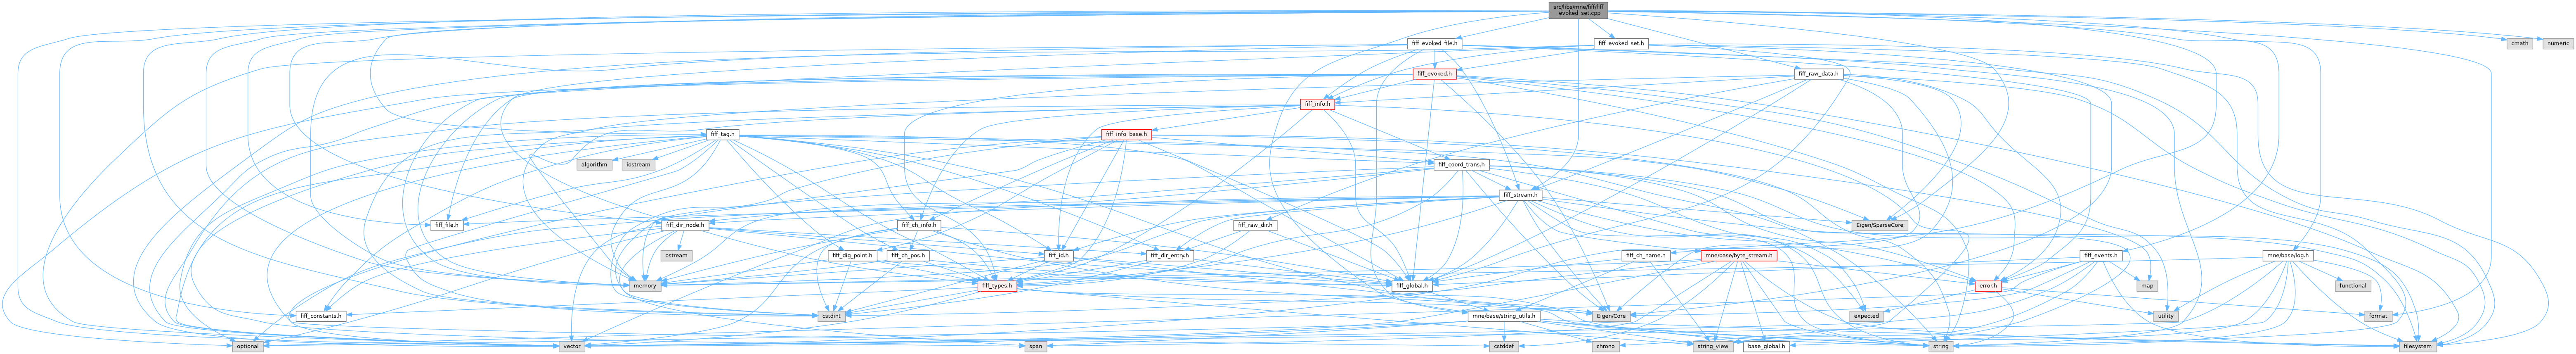 src/libs/mne/fiff/fiff
_evoked_set.cpp
fiff_evoked_file.h
fiff_evoked_set.h
cmath
numeric
fiff_evoked.h
fiff_raw_data.h
fiff_info.h
fiff_tag.h
fiff_info_base.h
algorithm
iostream
fiff_coord_trans.h
fiff_stream.h
fiff_file.h
fiff_dir_node.h
fiff_ch_info.h
fiff_raw_dir.h
Eigen/SparseCore
ostream
fiff_dig_point.h
fiff_ch_pos.h
fiff_id.h
fiff_dir_entry.h
fiff_ch_name.h
mne/base/byte_stream.h
fiff_events.h
mne/base/log.h
memory
fiff_types.h
fiff_global.h
error.h
map
functional
fiff_constants.h
cstdint
mne/base/string_utils.h
Eigen/Core
expected
utility
format
optional
vector
span
cstddef
chrono
string_view
base_global.h
string
filesystem